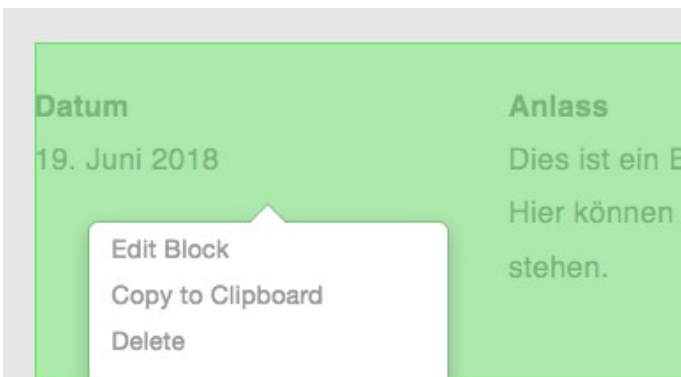 Datum
19. Juni 2018
Anlass
Dies ist ein
Hier können
stehen.
Edit Block
Copy to Clipboard
Delete